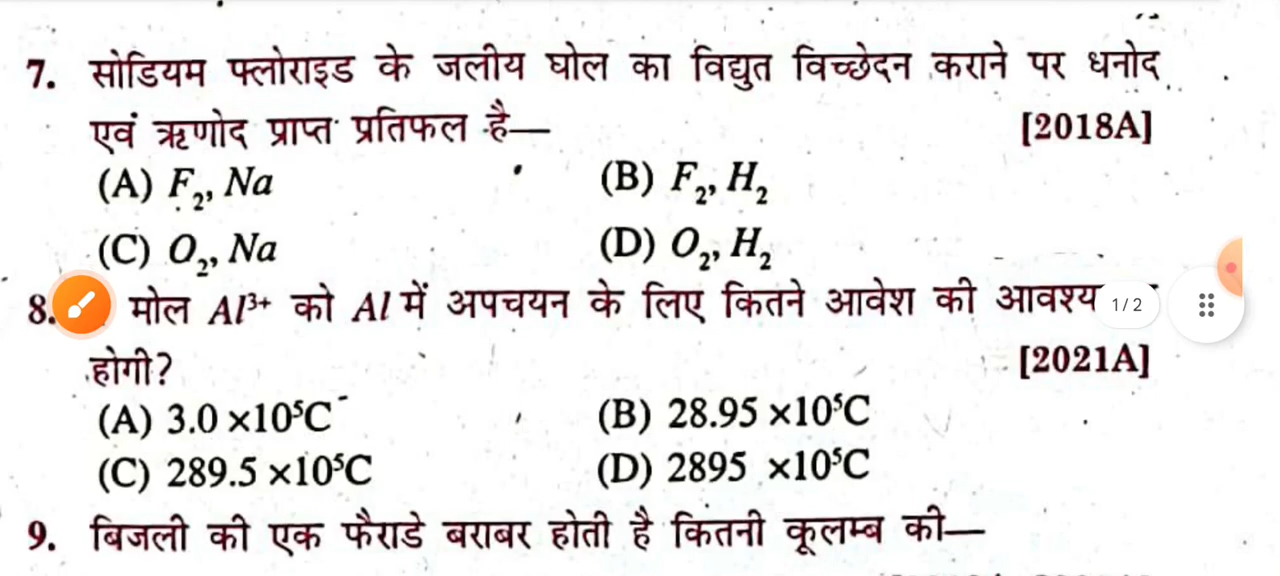 7. सोडियम फ्लोराइड के जलीय घोल का विद्युत विच्छेदन कराने पर धनोद
एवं ऋणोद प्राप्त प्रतिफल है— [2018A]
(A) F₂, Na (B) F₂, H₂
(C) O₂, Na (D) O₂, H₂
8. मोल Al³⁺ को Al में अपचयन के लिए कितने आवेश की 1/2
होगी? [2021A]
(A) 3.0 ×10⁵C (B) 28.95 ×10⁵C
(C) 289.5 ×10⁵C (D) 2895 ×10⁵C
9. बिजली की एक फैराडे बराबर होती है कितनी कूलम्ब की—